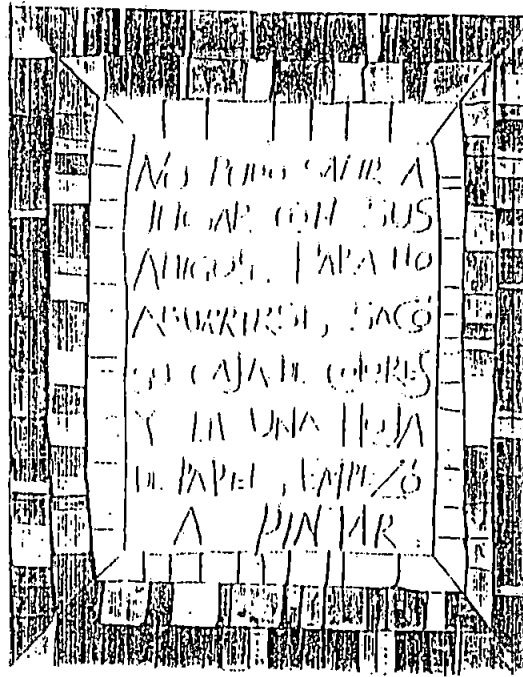 NO PUDO SALIR A
JUGAR CON SUS
AMIGOS. PARA NO
ABURRIRSE, SACÓ
SU CAJA DE COLORES
Y EN UNA HOJA
DE PAPEL, EMPEZÓ
A PINTAR.